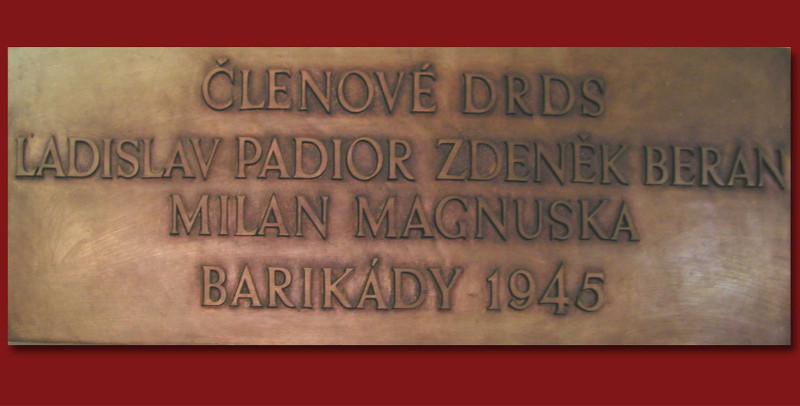 ČLENOVÉ DRDS
LADISLAV PADIOR ZDENĚK BERAN
MILAN MAGNUSKA
BARIKÁDY 1945